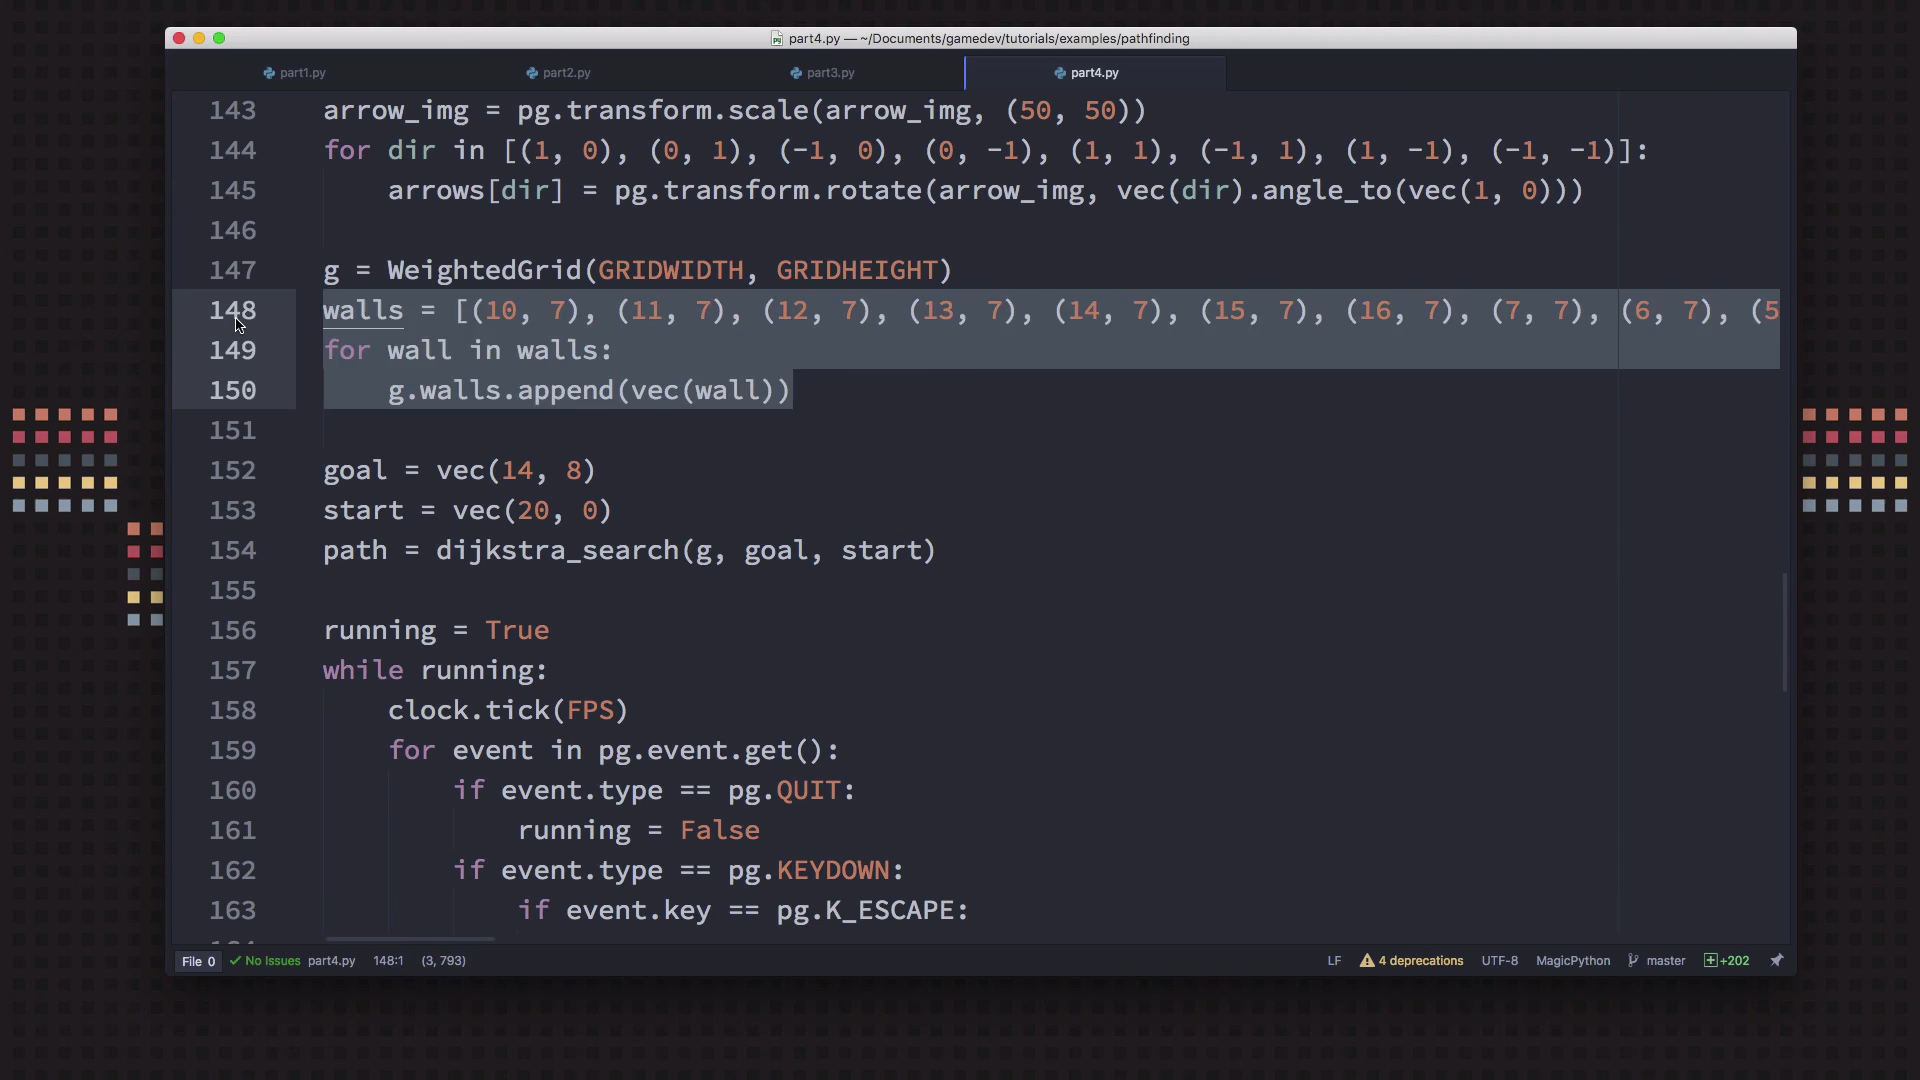 part4.py — ~/Documents/gamedev/tutorials/examples/pathfinding
part1.py part2.py part3.py part4.py
143 arrow_img = pg.transform.scale(arrow_img, (50, 50))
144 for dir in [(1, 0), (0, 1), (-1, 0), (0, -1), (1, 1), (-1, 1), (1, -1), (-1, -1)]:
145 arrows[dir] = pg.transform.rotate(arrow_img, vec(dir).angle_to(vec(1, 0)))
146
147 g = WeightedGrid(GRIDWIDTH, GRIDHEIGHT)
148 walls = [(10, 7), (11, 7), (12, 7), (13, 7), (14, 7), (15, 7), (16, 7), (7, 7), (6, 7), (5
149 for wall in walls:
150 g.walls.append(vec(wall))
151
152 goal = vec(14, 8)
153 start = vec(20, 0)
154 path = dijkstra_search(g, goal, start)
155
156 running = True
157 while running:
158 clock.tick(FPS)
159 for event in pg.event.get():
160 if event.type == pg.QUIT:
161 running = False
162 if event.type == pg.KEYDOWN:
163 if event.key == pg.K_ESCAPE:
File 0 No Issues part4.py 148:1 (3, 793) LF 4 deprecations UTF-8 MagicPython master +202